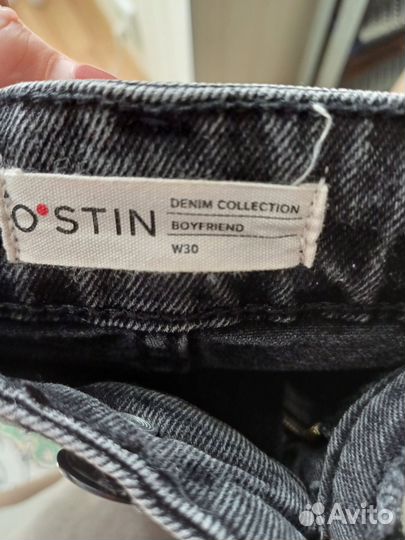 O'STIN
DENIM COLLECTION
BOYFRIEND
W30
Avito